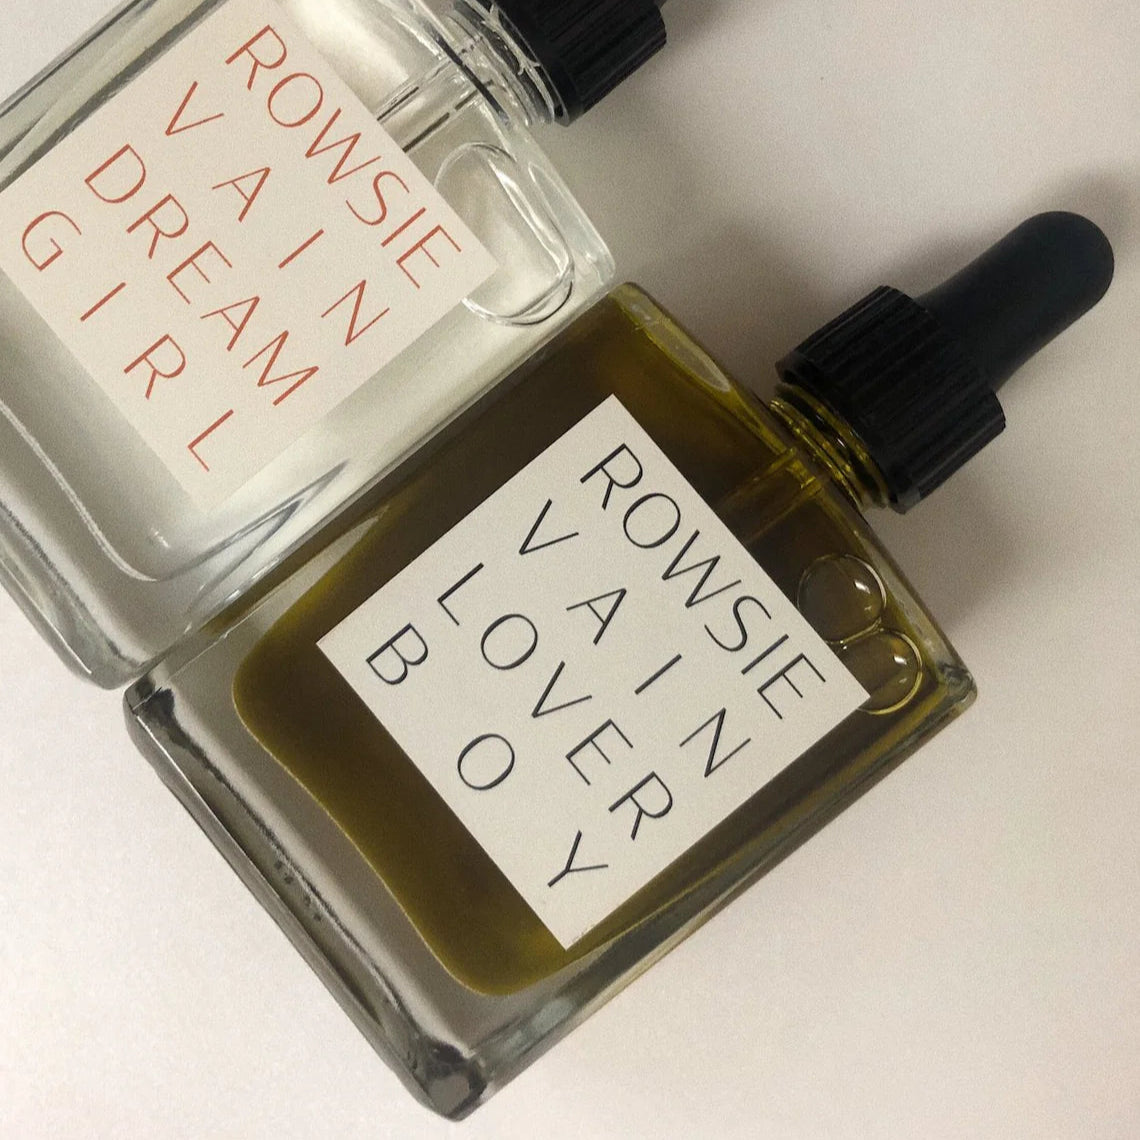 ROWSIE
VAIN
DREAM
GIRL
ROWSIE
VAIN
LOVER
BOY